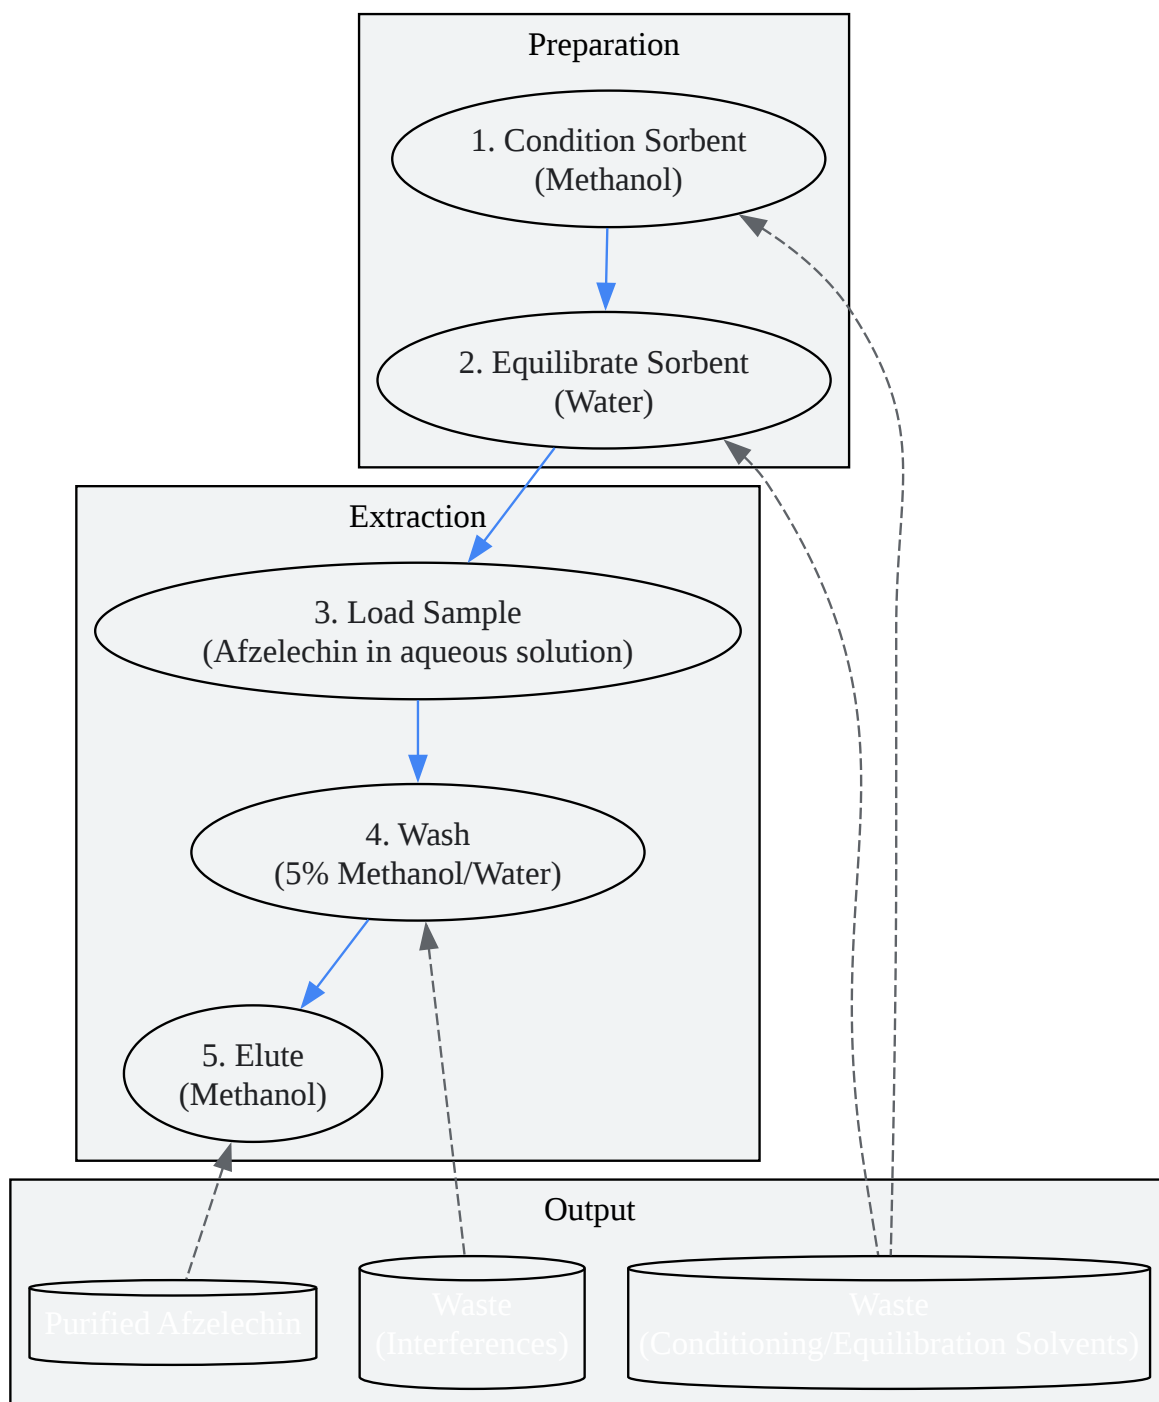 Preparation
1. Condition Sorbent
(Methanol)
2. Equilibrate Sorbent
(Water)
Extraction
3. Load Sample
(Afzelechin in aqueous solution)
4. Wash
(5% Methanol/Water)
5. Elute
(Methanol)
Output
Purified Afzelechin
Waste
(Interferences)
Waste
(Conditioning/Equilibration Solvents)